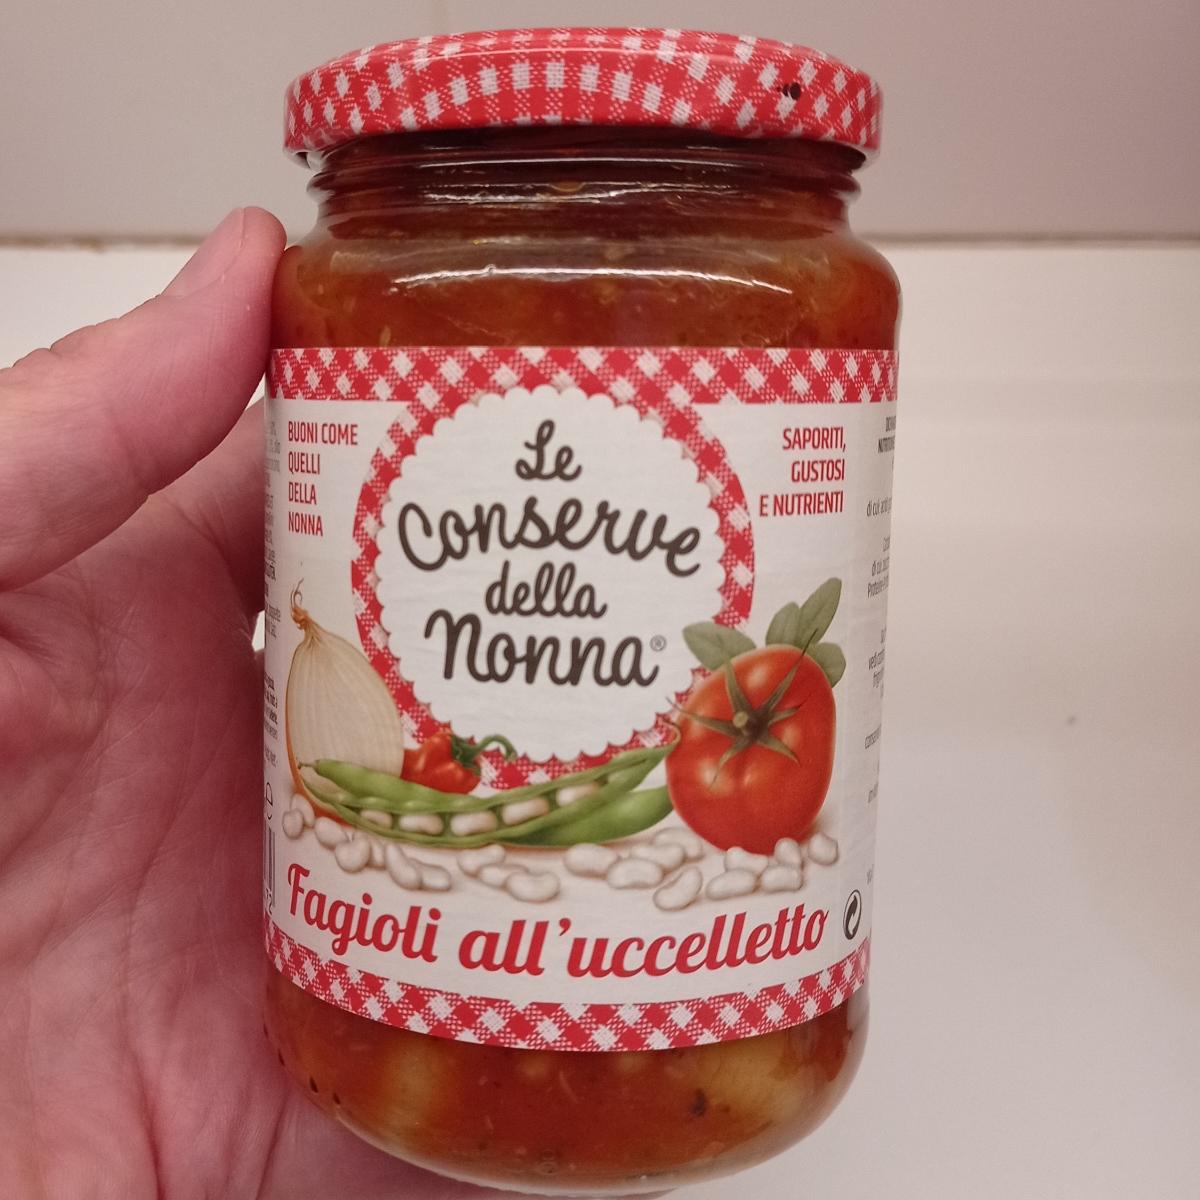 BUONI COME
QUELLI
DELLA
NONNA
Le
Conserve
della
Nonna®
SAPORITI,
GUSTOSI
E NUTRIENTI
Fagioli all'uccelletto